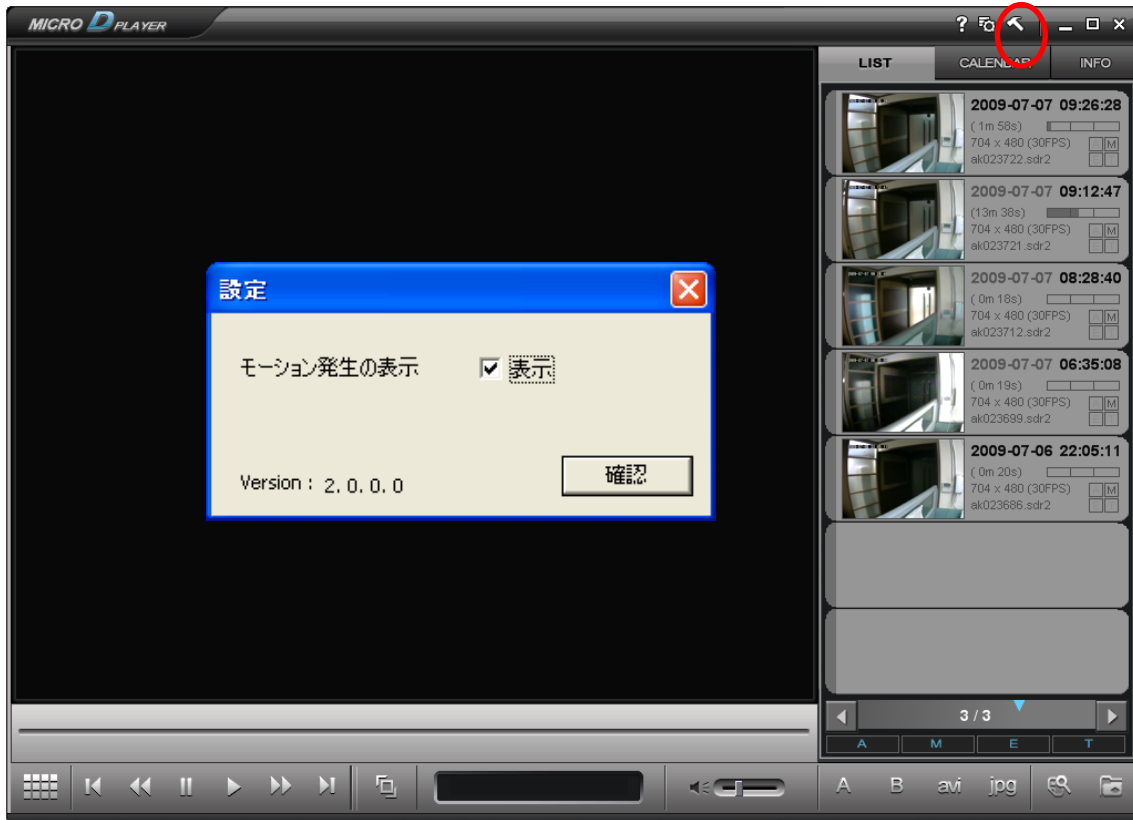 MICRO D PLAYER
?
LIST CALENDAR INFO
2009-07-07 09:26:28
( 1m 58s)
704 x 480 (30FPS) M
ak023722.sdr2
2009-07-07 09:12:47
(13m 38s)
704 x 480 (30FPS) M
ak023721.sdr2
2009-07-07 08:28:40
( 0m 18s)
704 x 480 (30FPS) M
ak023712.sdr2
2009-07-07 06:35:08
( 0m 19s)
704 x 480 (30FPS) M
ak023699.sdr2
2009-07-06 22:05:11
( 0m 20s)
704 x 480 (30FPS) M
ak023686.sdr2
設定
モーション発生の表示 表示
Version : 2. 0. 0. 0 確認
3 / 3
A M E T
A B avi jpg